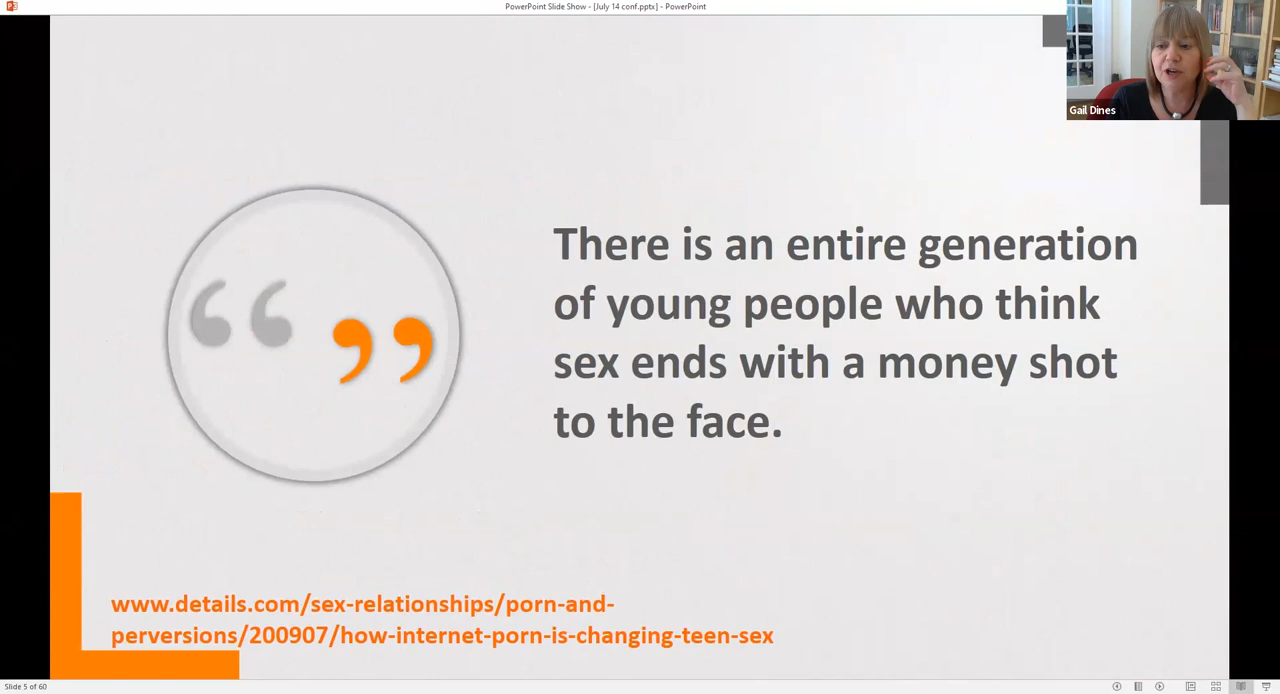 PowerPoint Slide Show - [July 14 conf.pptx] - PowerPoint
Gail Dines
“ ”
There is an entire generation
of young people who think
sex ends with a money shot
to the face.
www.details.com/sex-relationships/porn-and-
perversions/200907/how-internet-porn-is-changing-teen-sex
Slide 5 of 60